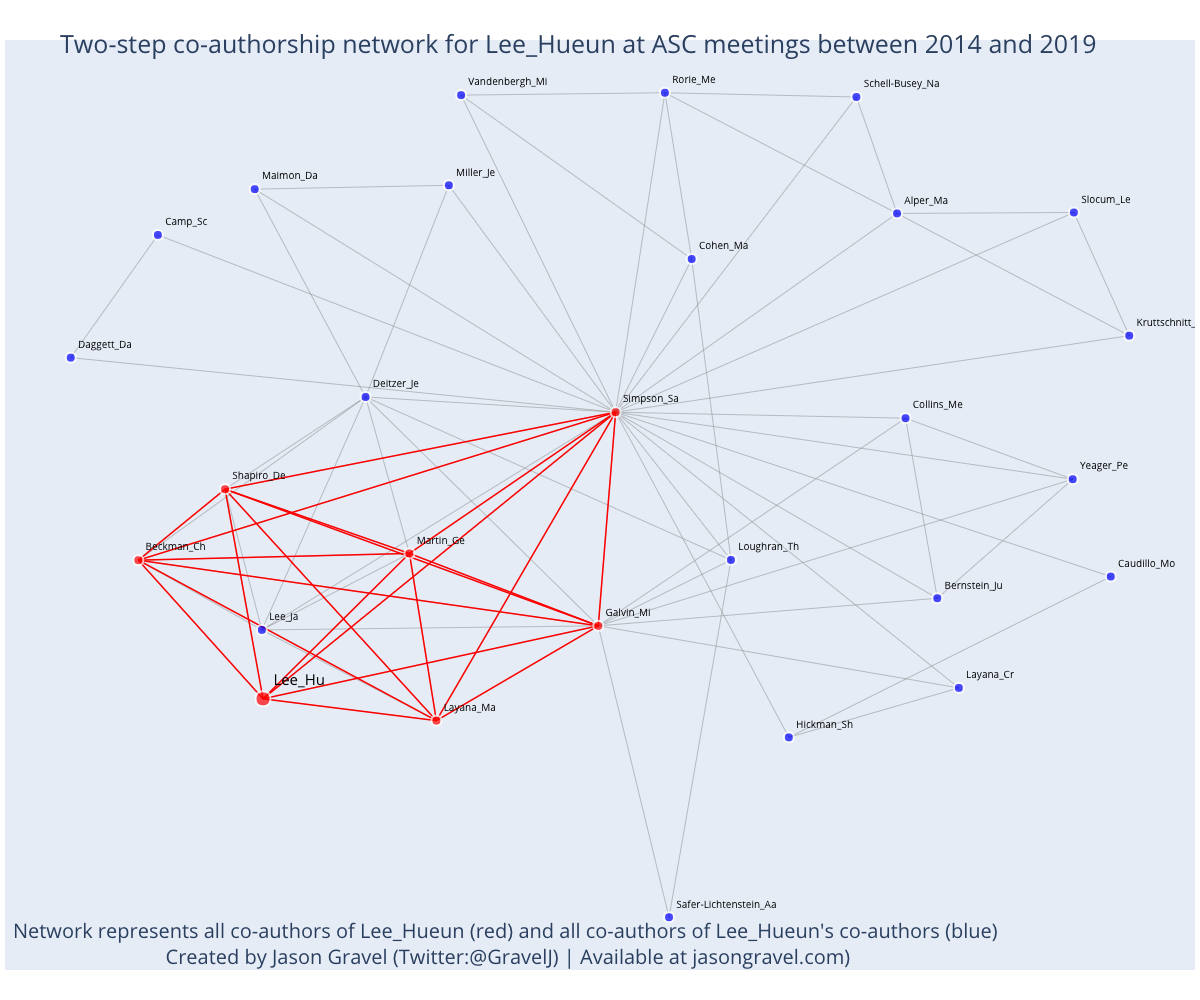 Two-step co-authorship network for Lee_Hueun at ASC meetings between 2014 and 2019
Vandenbergh_Mi
Rorie_Me
Schell-Busey_Na
Maimon_Da
Miller_Je
Alper_Ma
Slocum_Le
Camp_Sc
Cohen_Ma
Kruttschnitt_
Daggett_Da
Deitzer_Je
Simpson_Sa
Collins_Me
Yeager_Pe
Shapiro_De
Beckman_Ch
Martin_Ge
Loughran_Th
Caudillo_Mo
Bernstein_Ju
Lee_Ja
Galvin_Mi
Lee_Hu
Layana_Cr
Layana_Ma
Hickman_Sh
Safer-Lichtenstein_Aa
Network represents all co-authors of Lee_Hueun (red) and all co-authors of Lee_Hueun's co-authors (blue)
Created by Jason Gravel (Twitter:@GravelJ) | Available at jasongravel.com)